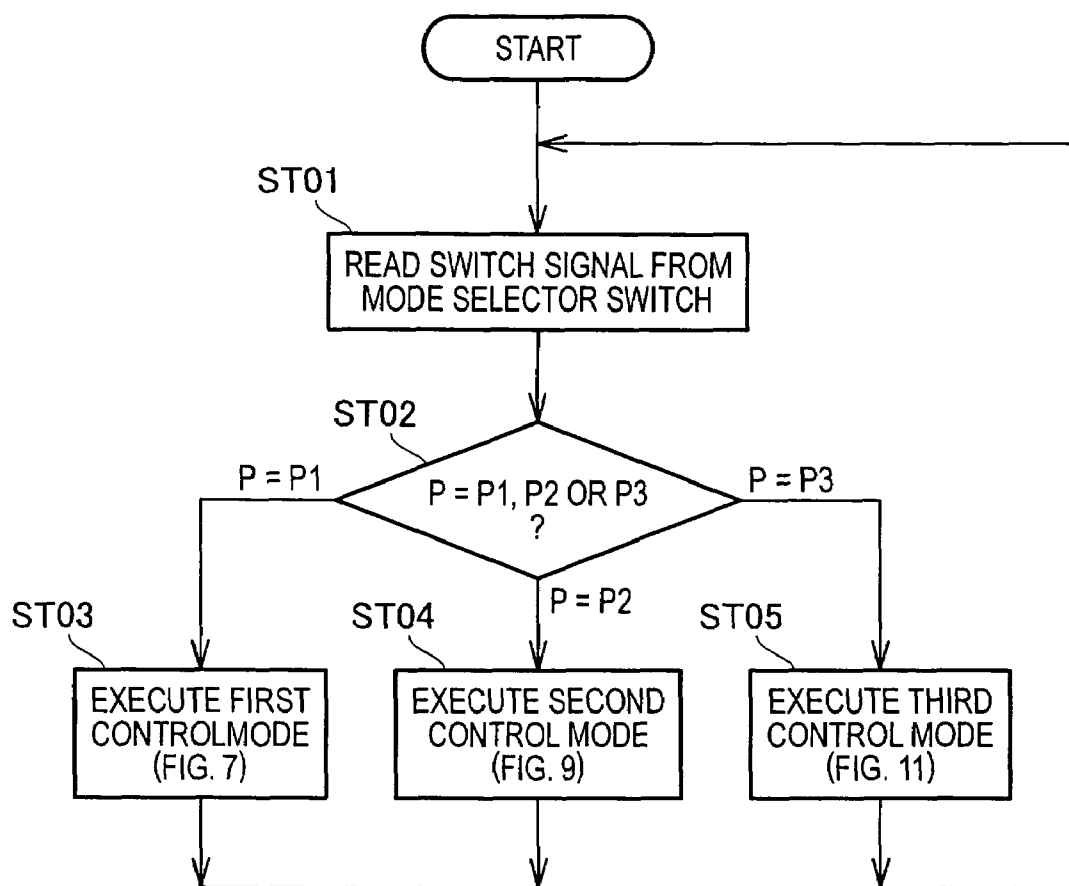 START
ST01
READ SWITCH SIGNAL FROM
MODE SELECTOR SWITCH
ST02
P = P1
P = P1, P2 OR P3
?
P = P3
P = P2
ST03
EXECUTE FIRST
CONTROLMODE
(FIG. 7)
ST04
EXECUTE SECOND
CONTROL MODE
(FIG. 9)
ST05
EXECUTE THIRD
CONTROL MODE
(FIG. 11)